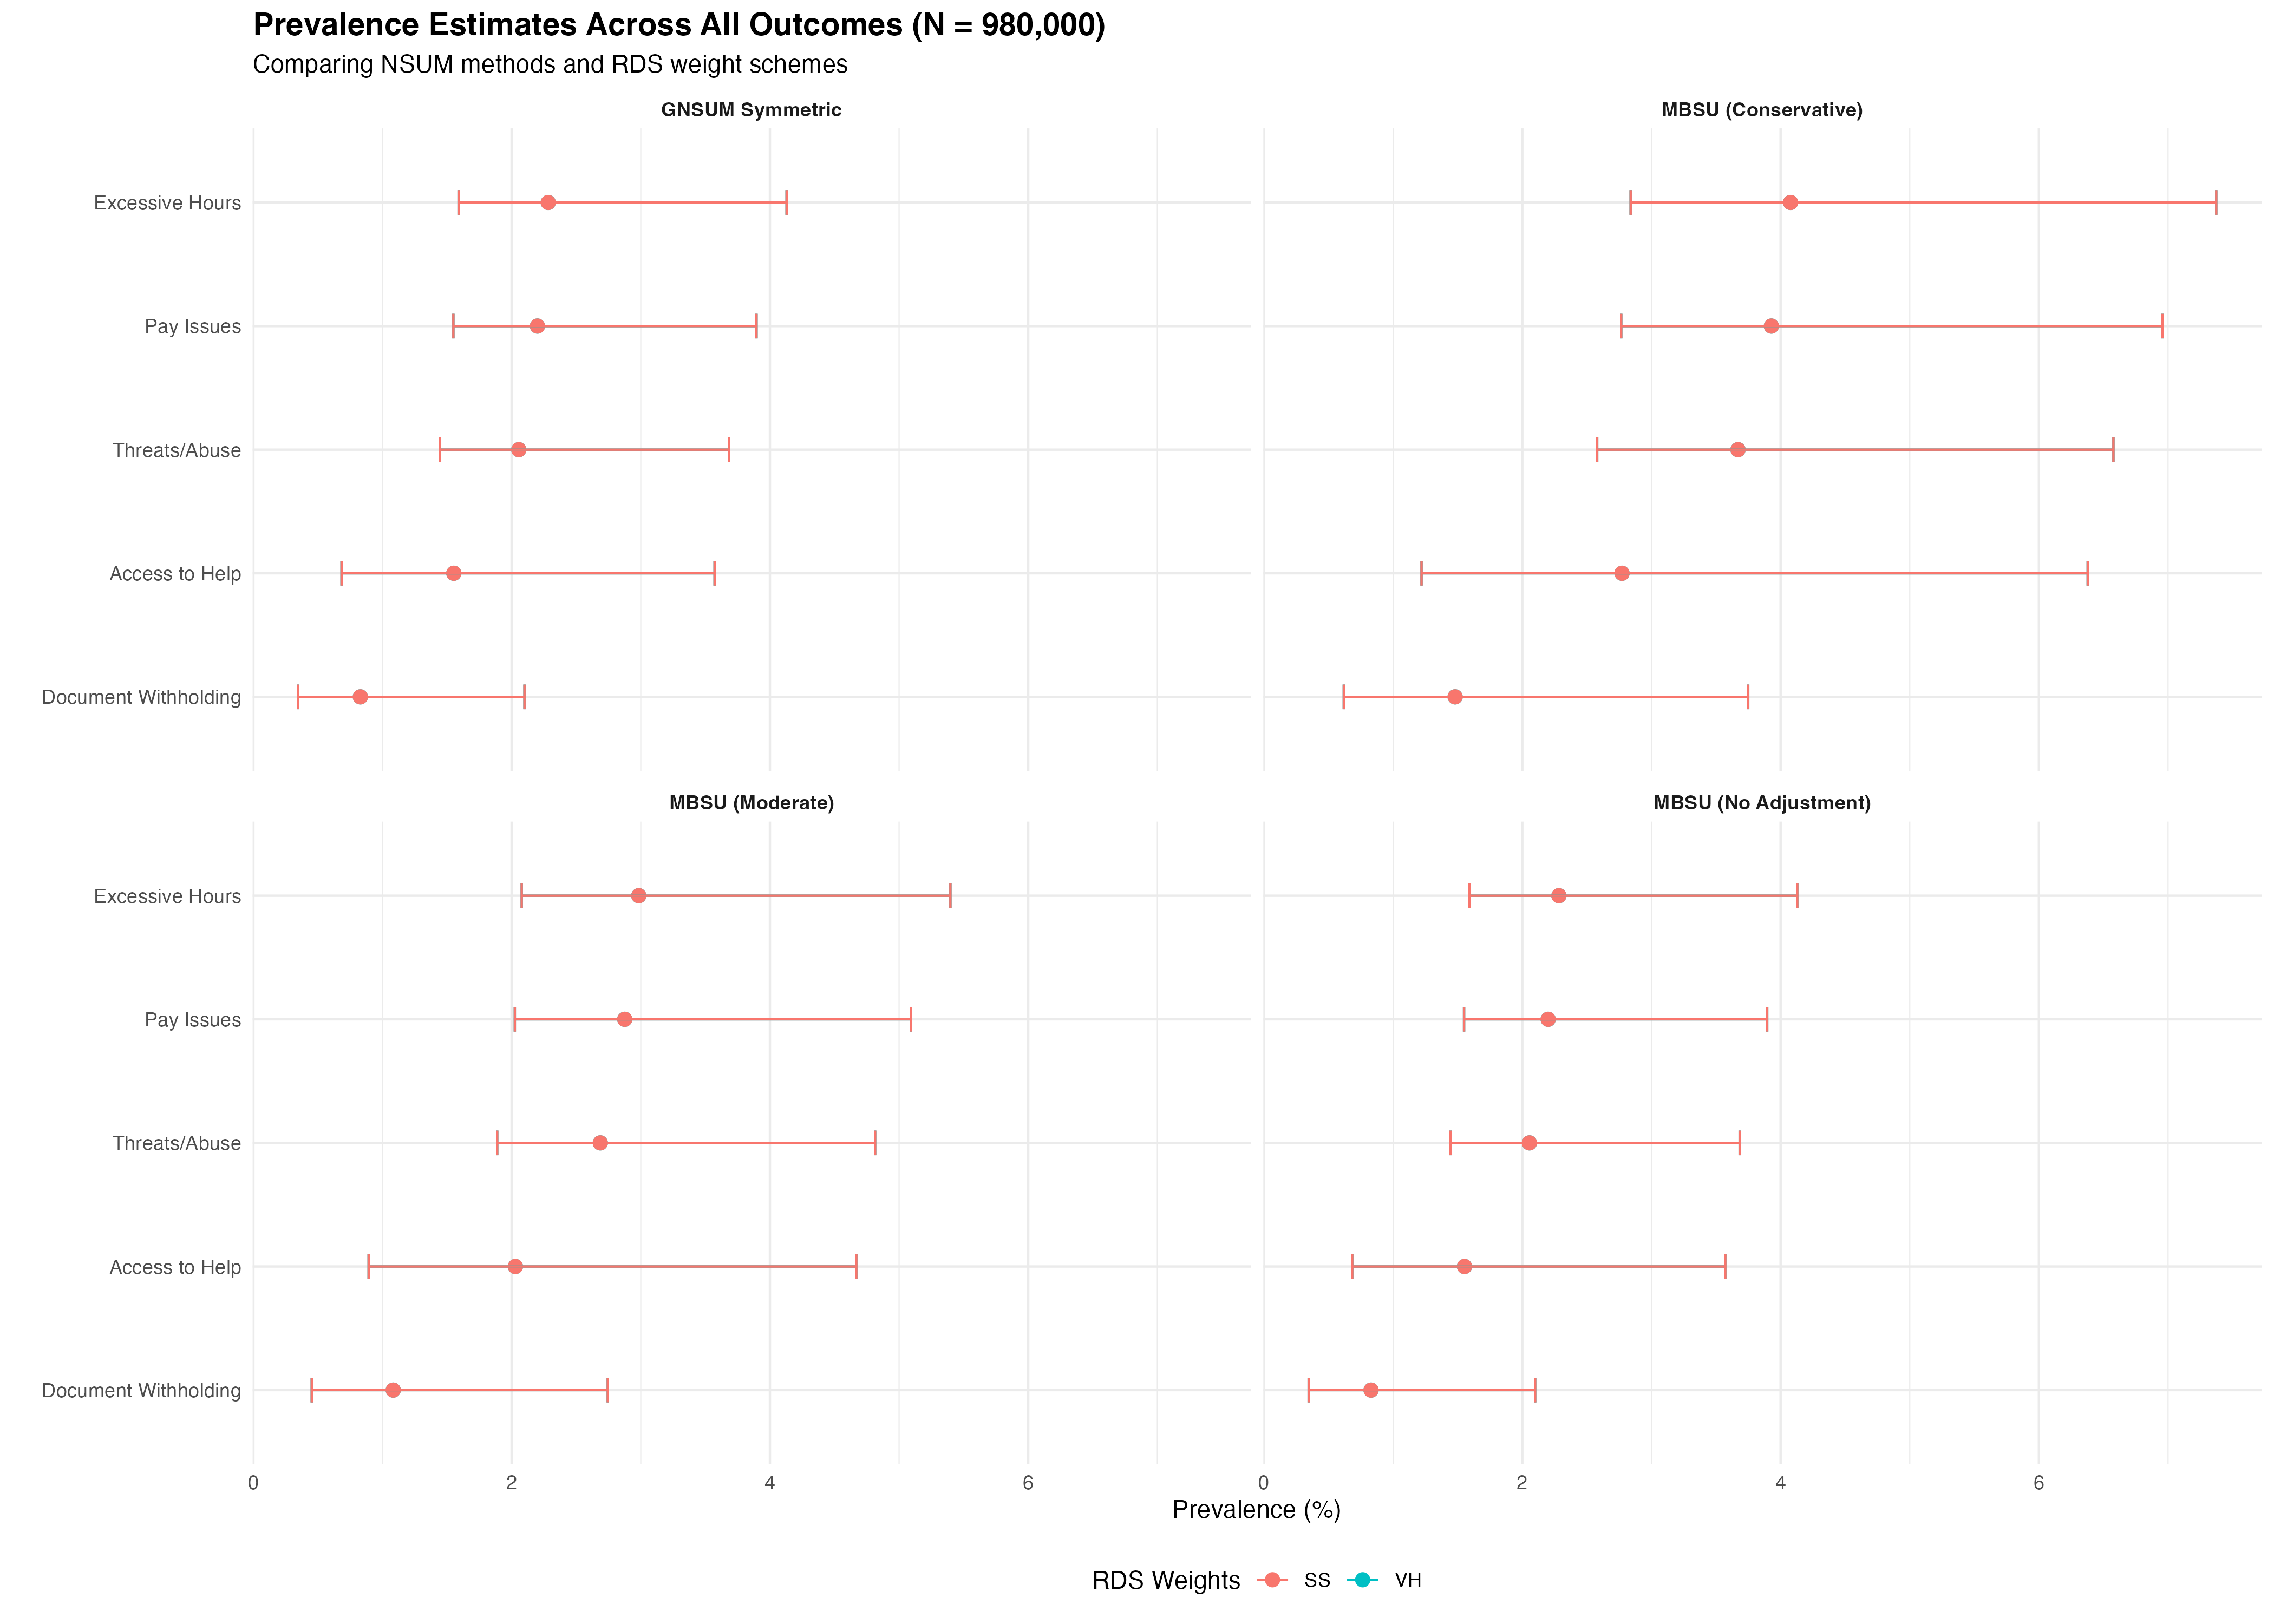 Prevalence Estimates Across All Outcomes (N = 980,000)
Comparing NSUM methods and RDS weight schemes
GNSUM Symmetric
MBSU (Conservative)
Excessive Hours
Pay Issues
Threats/Abuse
Access to Help
Document Withholding
MBSU (Moderate)
MBSU (No Adjustment)
Excessive Hours
Pay Issues
Threats/Abuse
Access to Help
Document Withholding
0 2 4 6 0 2 4 6
Prevalence (%)
RDS Weights SS VH